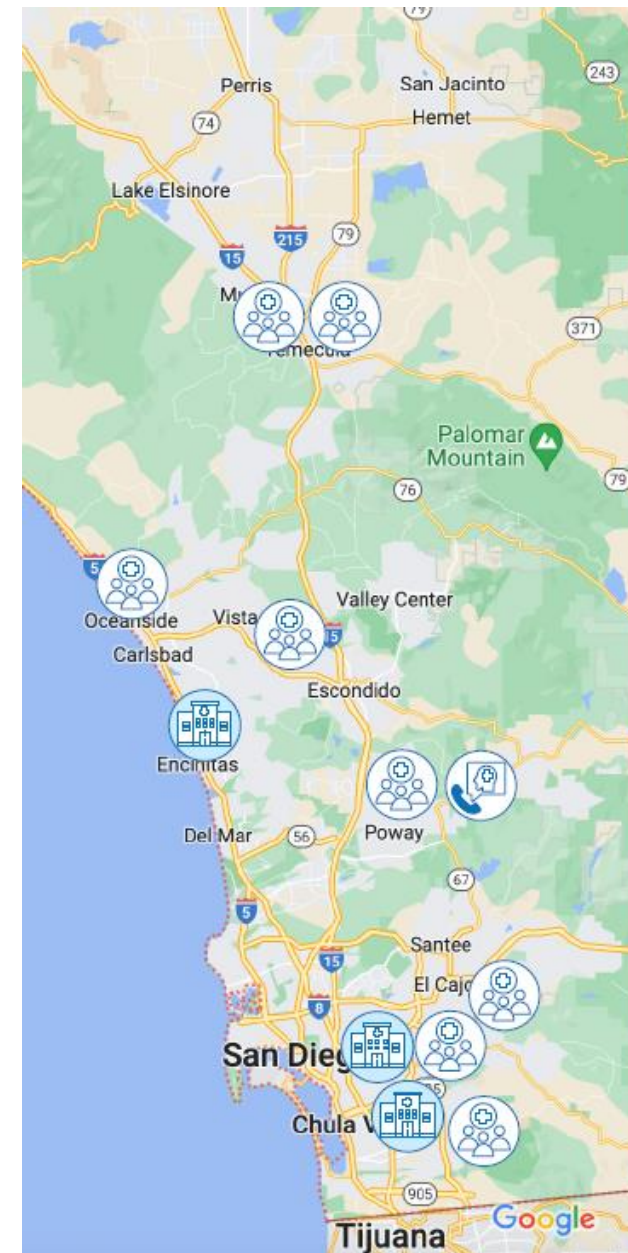 79
243
Perris
San Jacinto
Hemet
74
Lake Elsinore
215
79
15
371
Palomar
Mountain
79
76
5
Oceanside
Vista
15
Valley Center
Carlsbad
Escondido
Encinitas
Del Mar
56
Poway
67
5
Santee
15
8
San Dieg
Chula V
905
Google
Tijuana